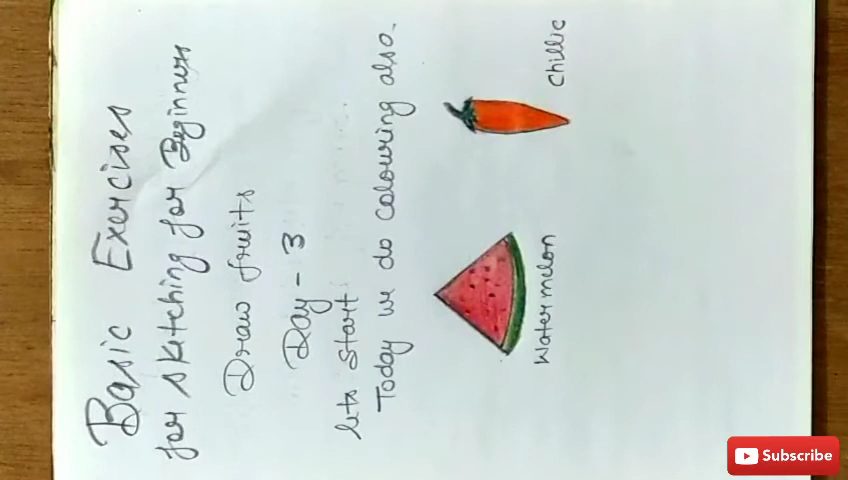 Basic Exercises
for sketching for Beginners
Draw fruits
Day - 3
lets start
Today we do colouring also.
Watermelon
chillie
Subscribe